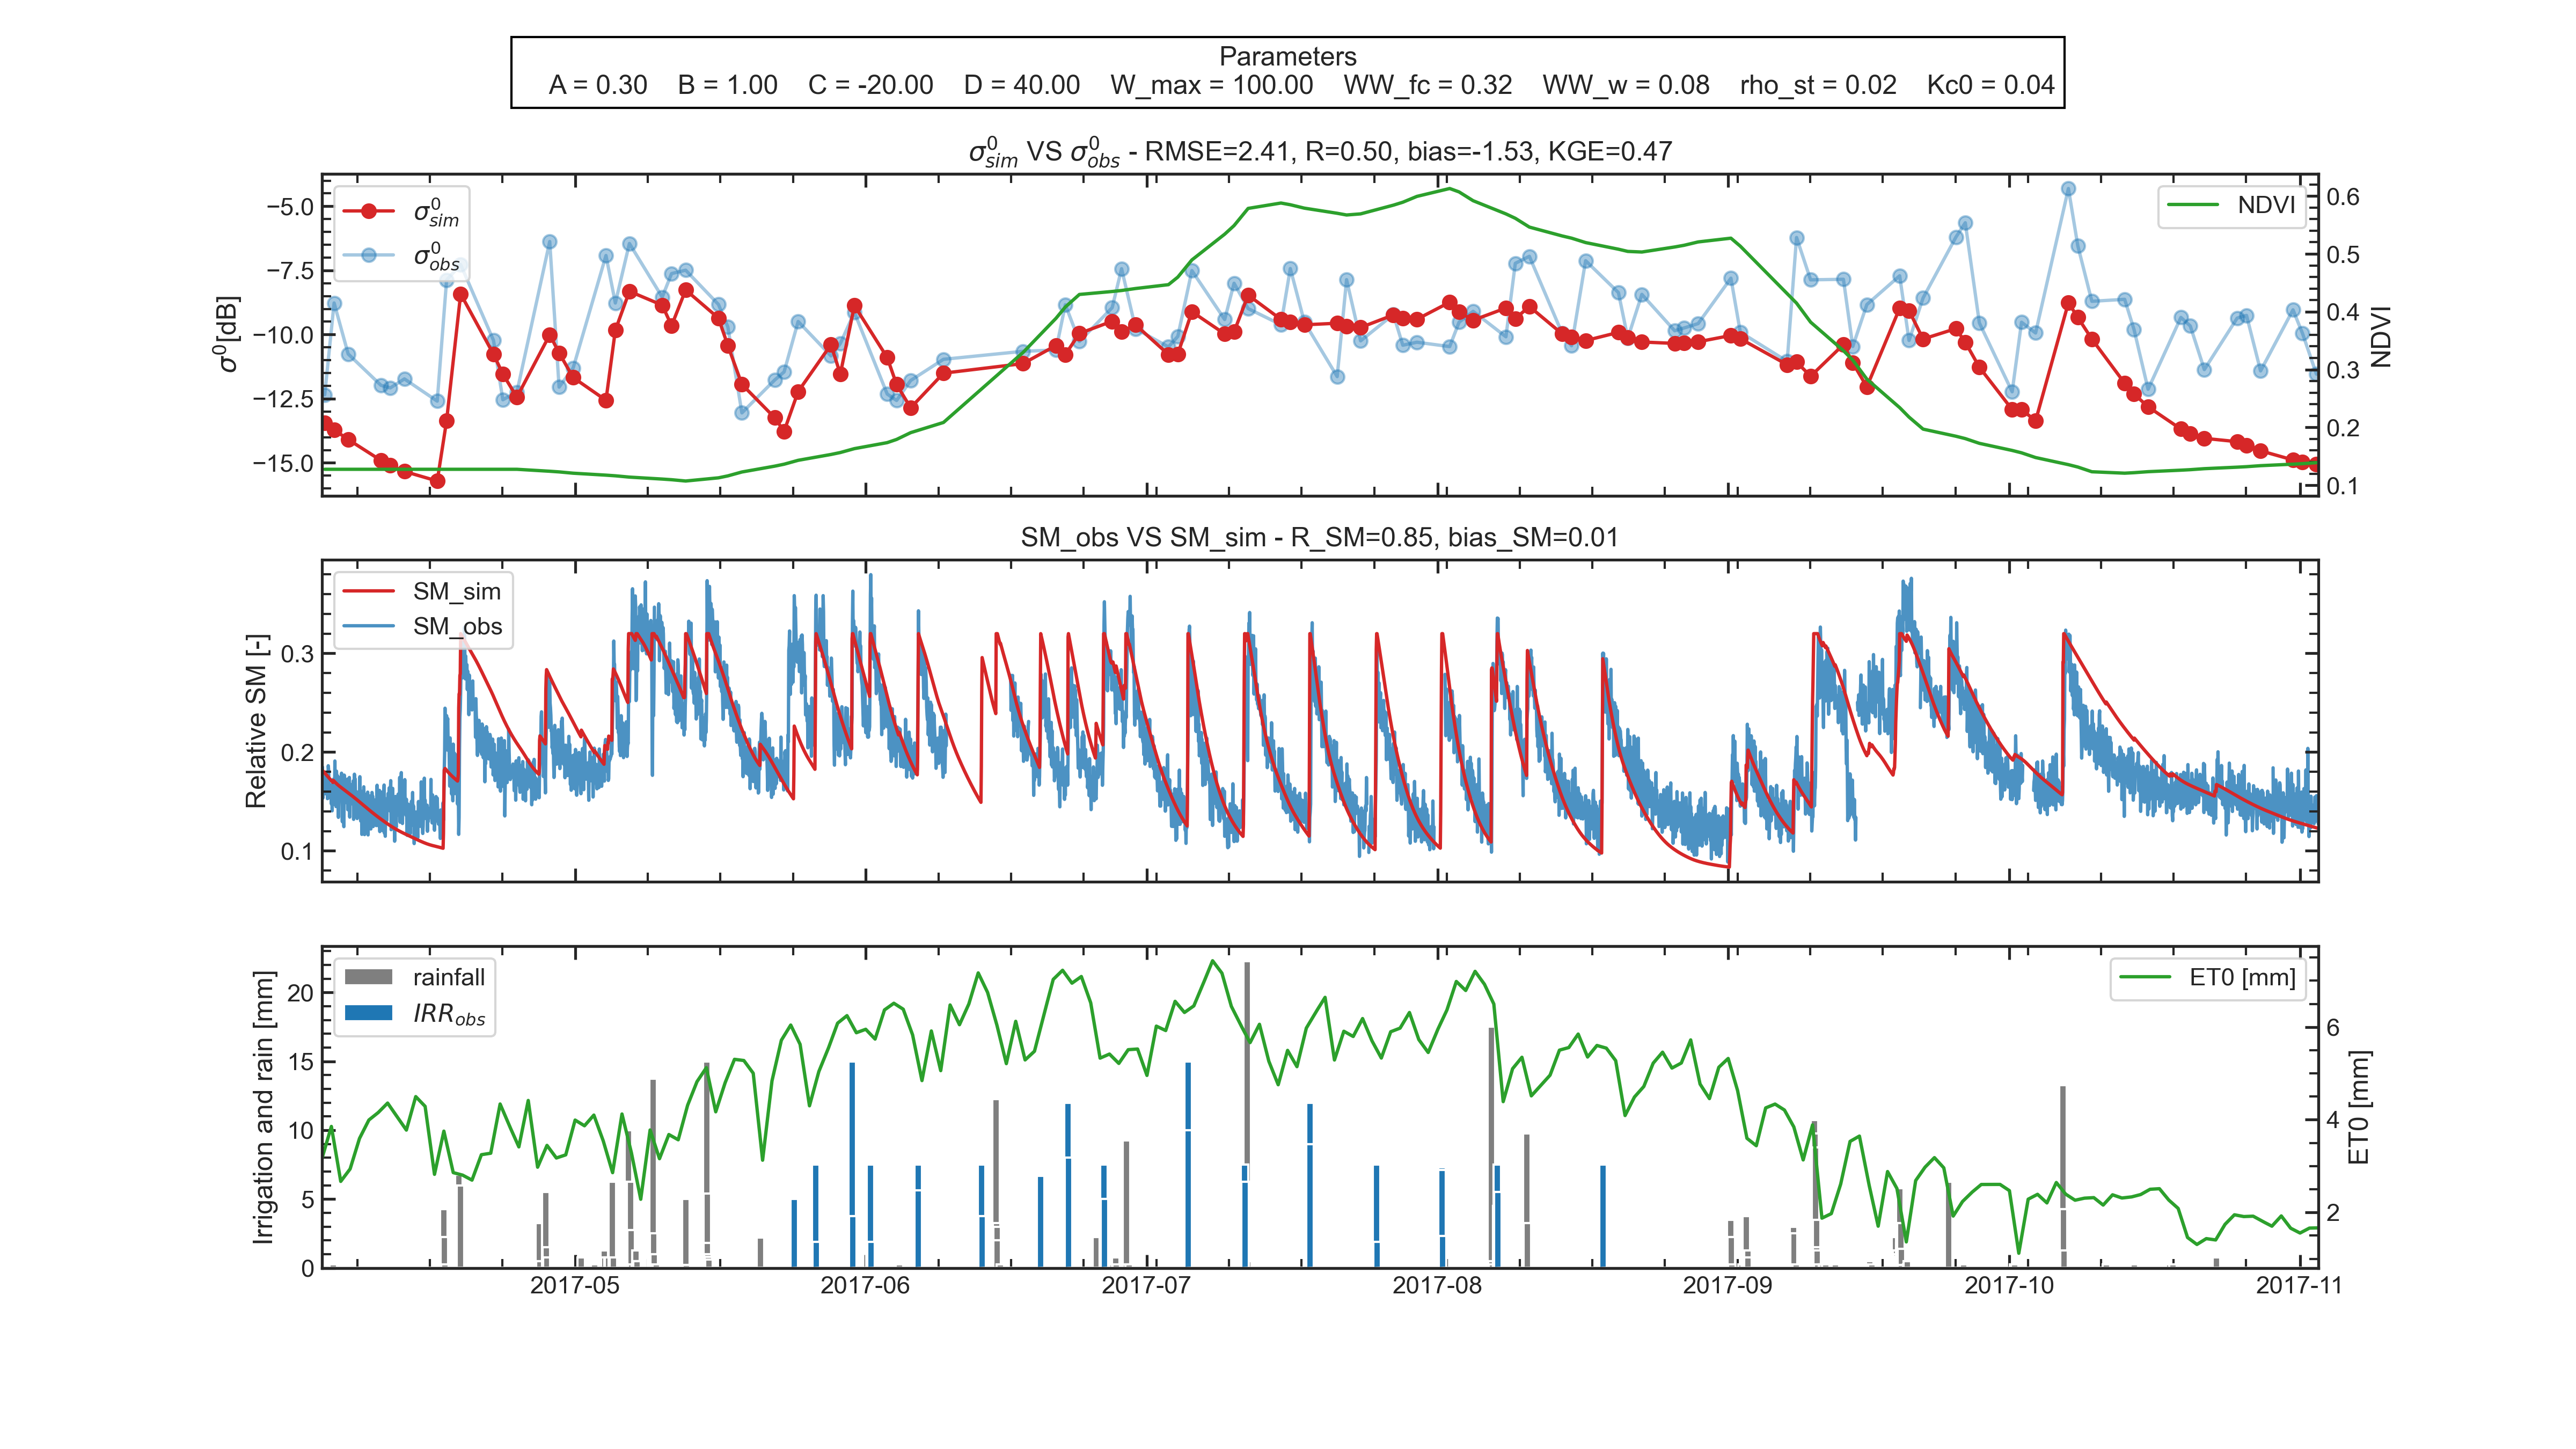 Parameters
A = 0.30 B = 1.00 C = -20.00 D = 40.00 W_max = 100.00 WW_fc = 0.32 WW_w = 0.08 rho_st = 0.02 Kc0 = 0.04
σ⁰sim VS σ⁰obs - RMSE=2.41, R=0.50, bias=-1.53, KGE=0.47
σ⁰sim
σ⁰obs
NDVI
−5.0
−7.5
−10.0
−12.5
−15.0
σ⁰[dB]
0.6
0.5
0.4
0.3
0.2
0.1
NDVI
SM_obs VS SM_sim - R_SM=0.85, bias_SM=0.01
SM_sim
SM_obs
0.3
0.2
0.1
Relative SM [-]
rainfall
IRRobs
ET0 [mm]
20
15
10
5
0
Irrigation and rain [mm]
6
4
2
ET0 [mm]
2017-05 2017-06 2017-07 2017-08 2017-09 2017-10 2017-11